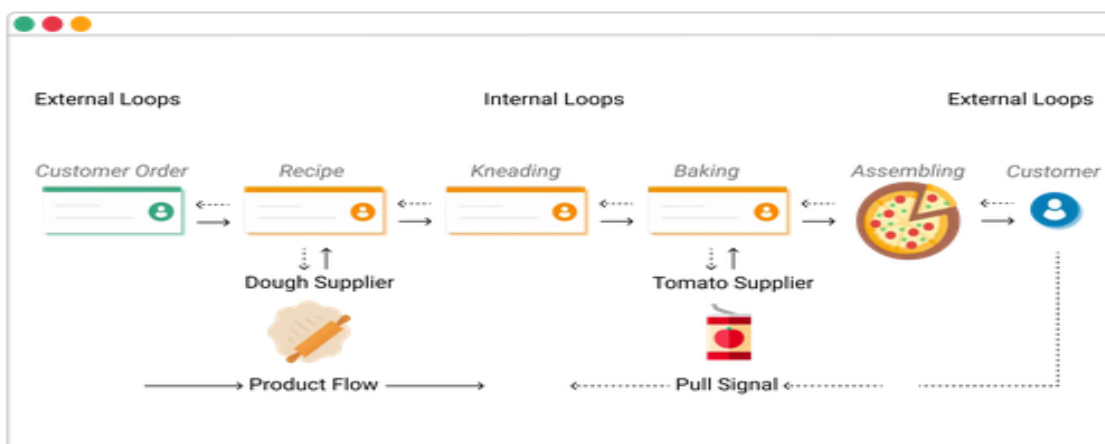 External Loops
Internal Loops
External Loops
Customer Order
Recipe
Kneading
Baking
Assembling
Customer
Dough Supplier
Tomato Supplier
Product Flow
Pull Signal